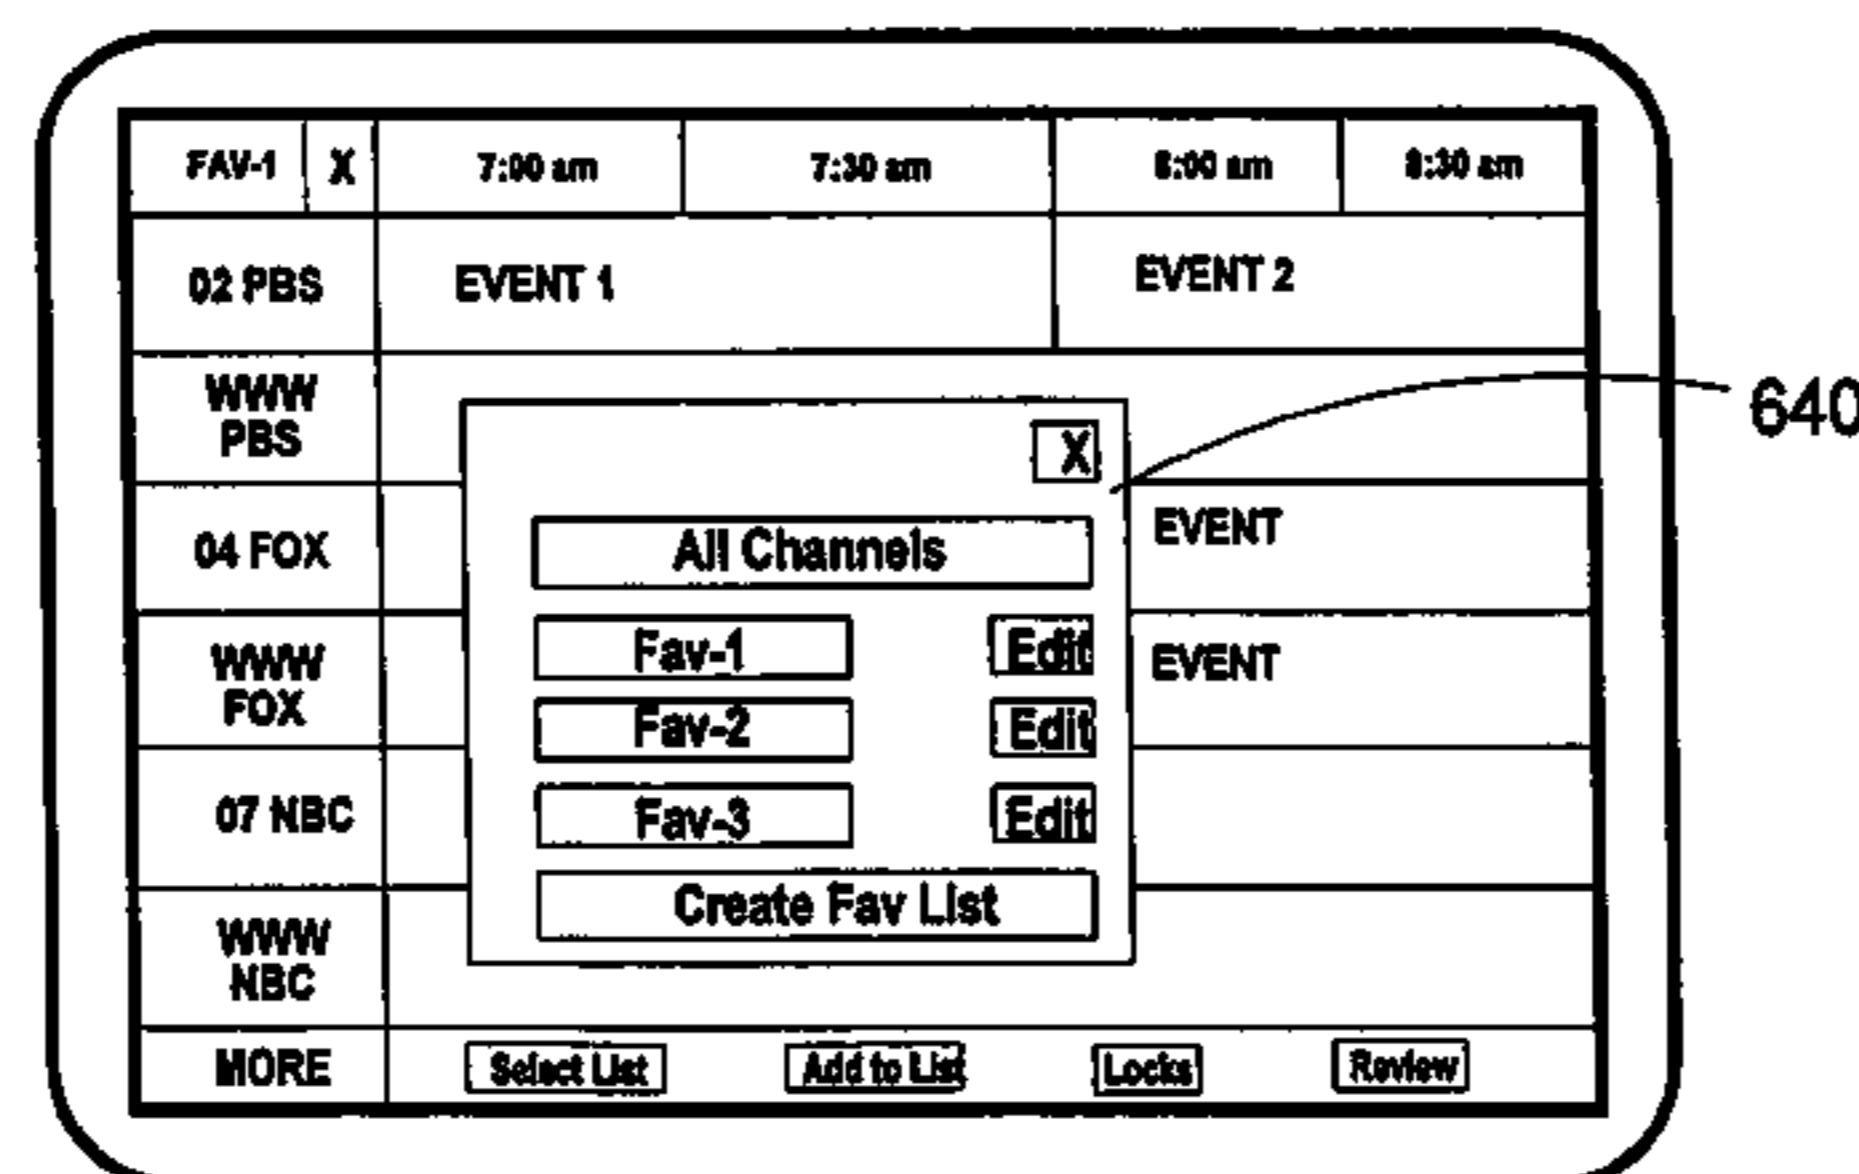 FAV-1 X 7:00 am 7:30 am 8:00 am 8:30 am
02 PBS EVENT 1 EVENT 2
WWW
PBS
640
X
04 FOX All Channels EVENT
WWW
FOX
Fav-1 Edit EVENT
Fav-2 Edit
07 NBC Fav-3 Edit
Create Fav List
WWW
NBC
MORE Select List Add to List Locks Review